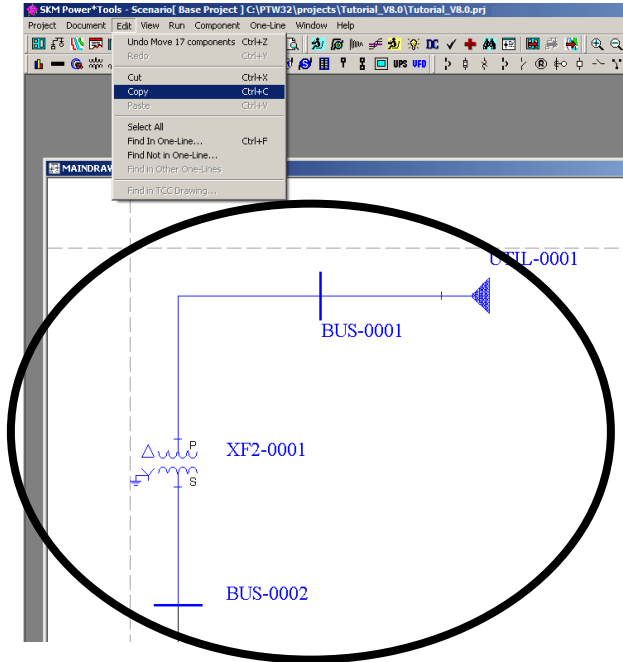 SKM Power*Tools - Scenario[ Base Project ] C:\PTW32\projects\Tutorial_V8.0\Tutorial_V8.0.prj
Project Document Edit View Run Component One-Line Window Help
DC
UPS VFD
Undo Move 17 components Ctrl+Z
Redo Ctrl+Y
Cut Ctrl+X
Copy Ctrl+C
Paste Ctrl+V
Select All
Find In One-Line... Ctrl+F
Find Not in One-Line...
Find in Other One-Lines
Find in TCC Drawing...
MAINDRAW
UTIL-0001
BUS-0001
P
XF2-0001
S
BUS-0002